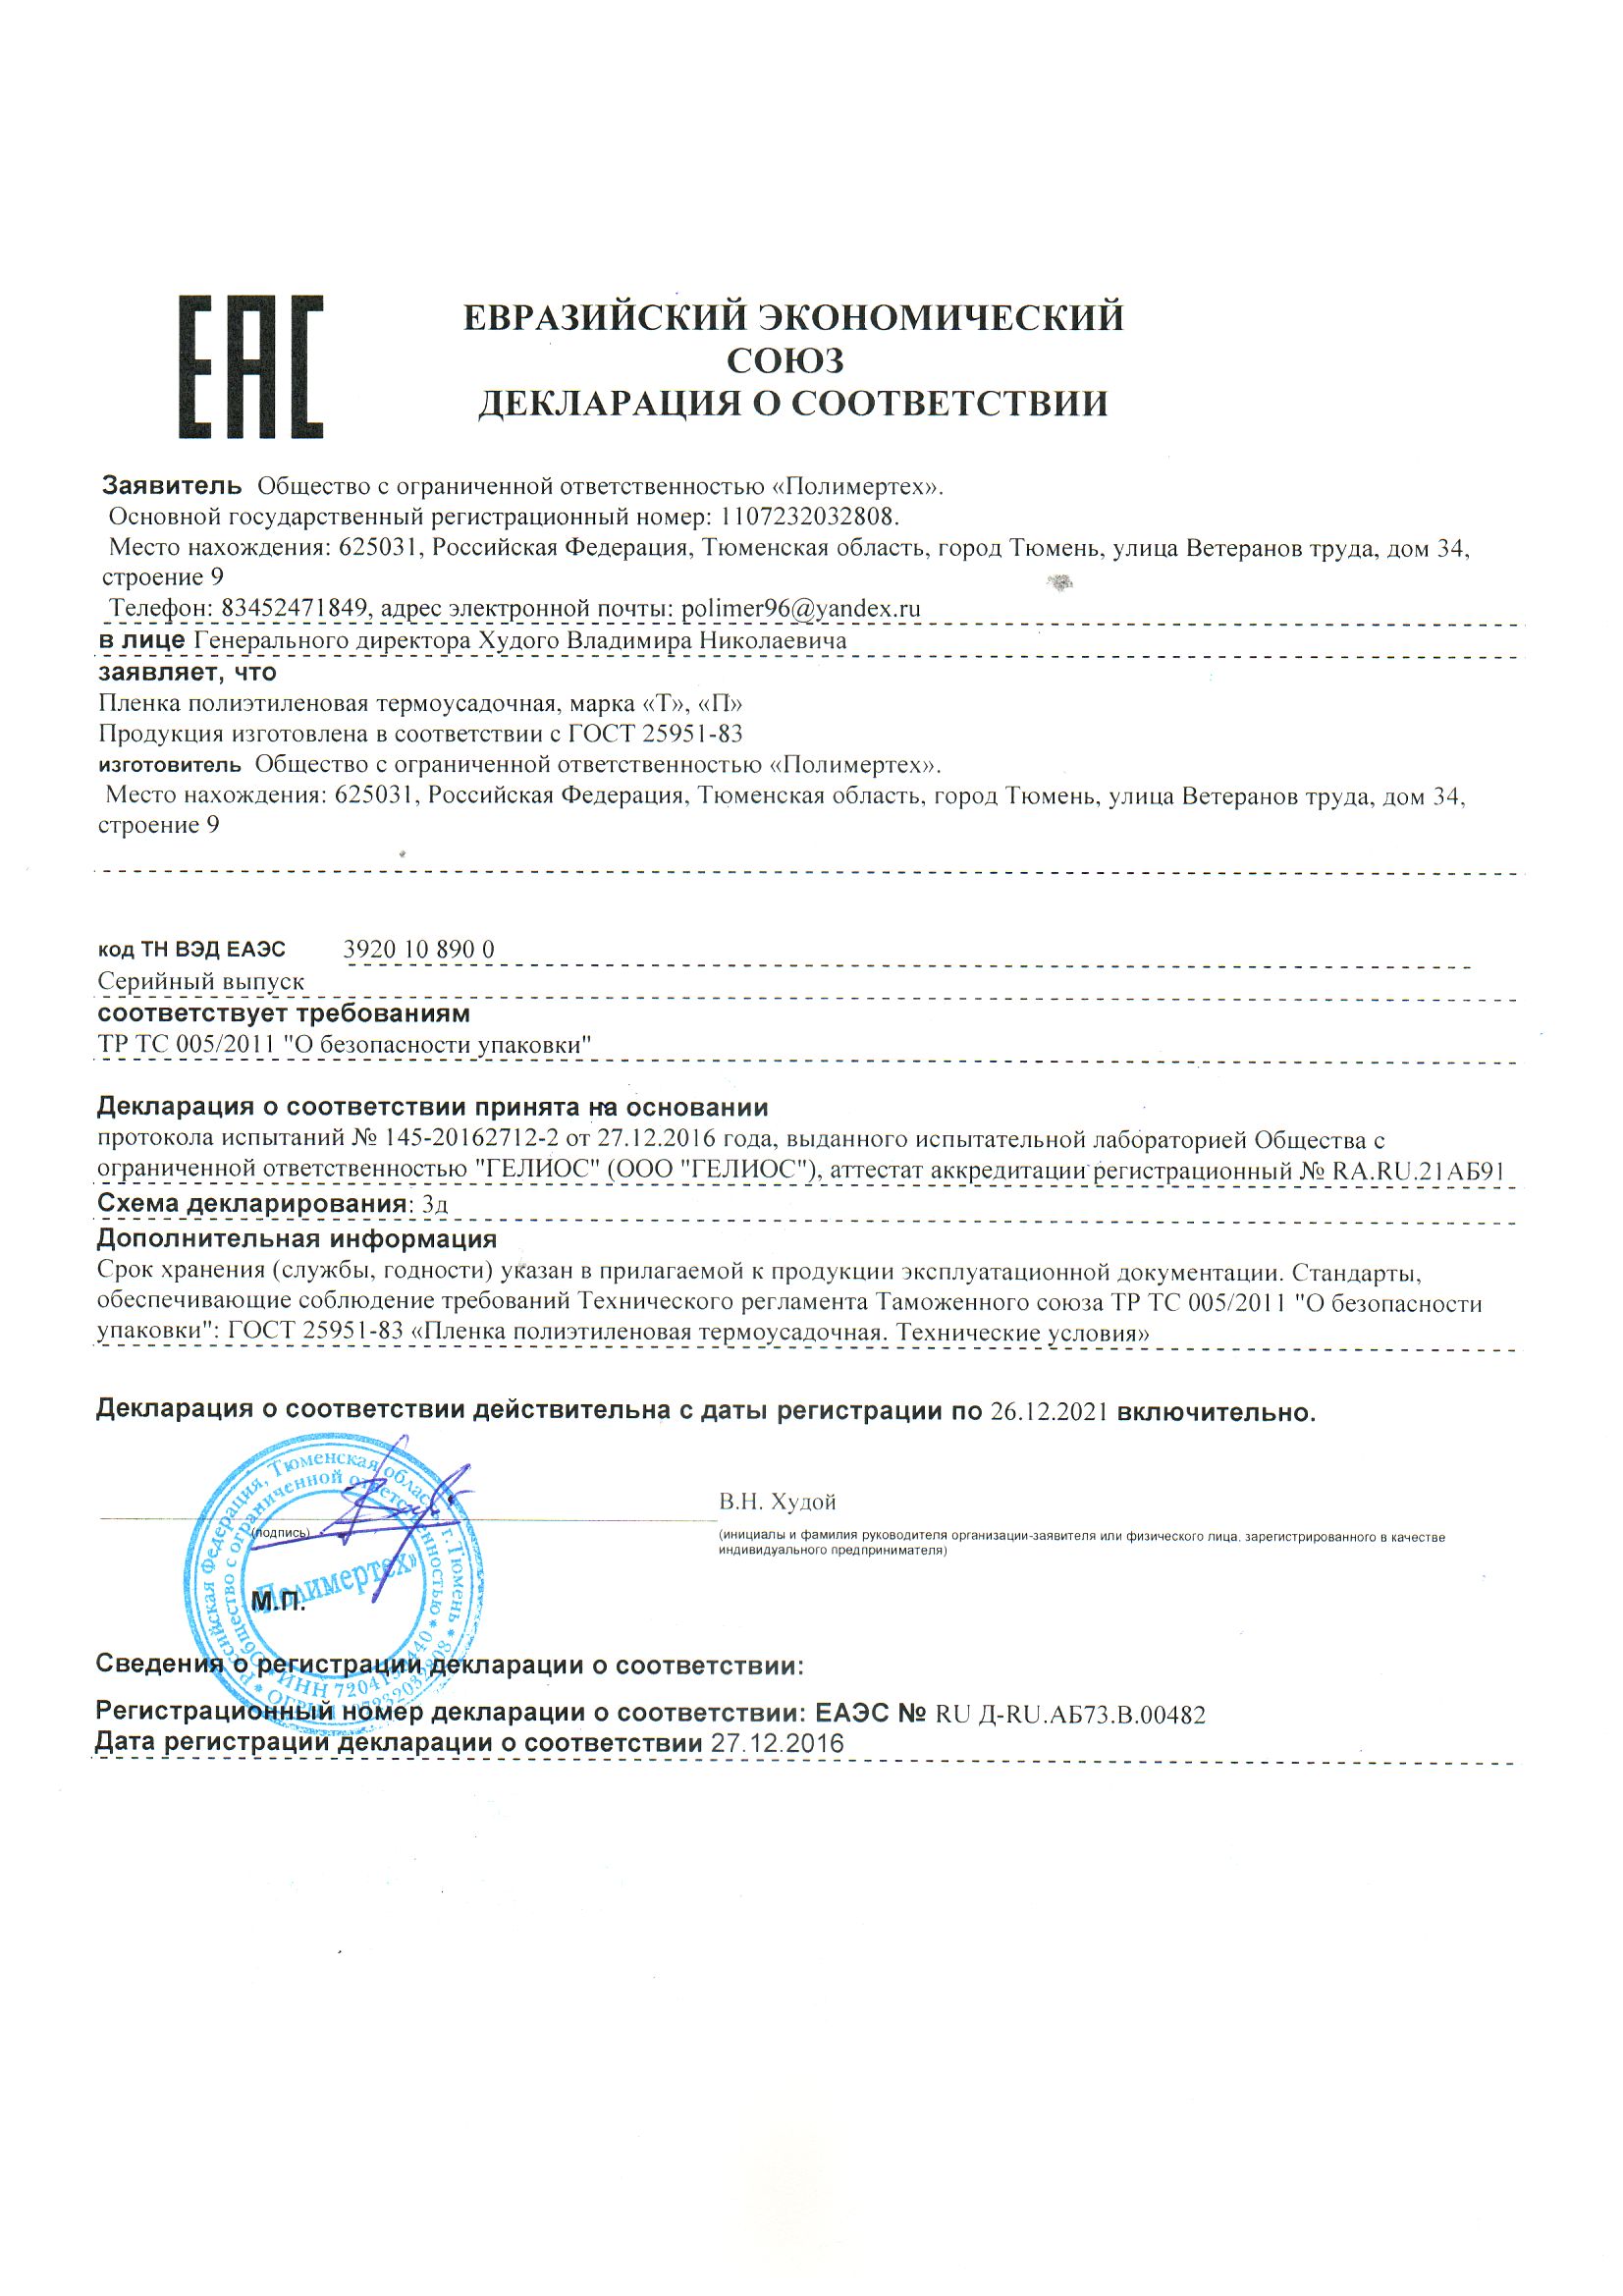 EAC
ЕВРАЗИЙСКИЙ ЭКОНОМИЧЕСКИЙ
СОЮЗ
ДЕКЛАРАЦИЯ О СООТВЕТСТВИИ
Заявитель Общество с ограниченной ответственностью «Полимертех».
Основной государственный регистрационный номер: 1107232032808.
Место нахождения: 625031, Российская Федерация, Тюменская область, город Тюмень, улица Ветеранов труда, дом 34,
строение 9
Телефон: 83452471849, адрес электронной почты: polimer96@yandex.ru
в лице Генерального директора Худого Владимира Николаевича
заявляет, что
Пленка полиэтиленовая термоусадочная, марка «Т», «П»
Продукция изготовлена в соответствии с ГОСТ 25951-83
изготовитель Общество с ограниченной ответственностью «Полимертех».
Место нахождения: 625031, Российская Федерация, Тюменская область, город Тюмень, улица Ветеранов труда, дом 34,
строение 9
код ТН ВЭД ЕАЭС 3920 10 890 0
Серийный выпуск
соответствует требованиям
ТР ТС 005/2011 "О безопасности упаковки"
Декларация о соответствии принята на основании
протокола испытаний № 145-20162712-2 от 27.12.2016 года, выданного испытательной лабораторией Общества с
ограниченной ответственностью "ГЕЛИОС" (ООО "ГЕЛИОС"), аттестат аккредитации регистрационный № RA.RU.21АБ91
Схема декларирования: 3д
Дополнительная информация
Срок хранения (службы, годности) указан в прилагаемой к продукции эксплуатационной документации. Стандарты,
обеспечивающие соблюдение требований Технического регламента Таможенного союза ТР ТС 005/2011 "О безопасности
упаковки": ГОСТ 25951-83 «Пленка полиэтиленовая термоусадочная. Технические условия»
Декларация о соответствии действительна с даты регистрации по 26.12.2021 включительно.
В.Н. Худой
(подпись)
(инициалы и фамилия руководителя организации-заявителя или физического лица, зарегистрированного в качестве
индивидуального предпринимателя)
Российская Федерация, Тюменская область, г.Тюмень
Общество с ограниченной ответственностью
«Полимертех»
М.П.
Сведения о регистрации декларации о соответствии:
Регистрационный номер декларации о соответствии: ЕАЭС № RU Д-RU.АБ73.В.00482
Дата регистрации декларации о соответствии 27.12.2016